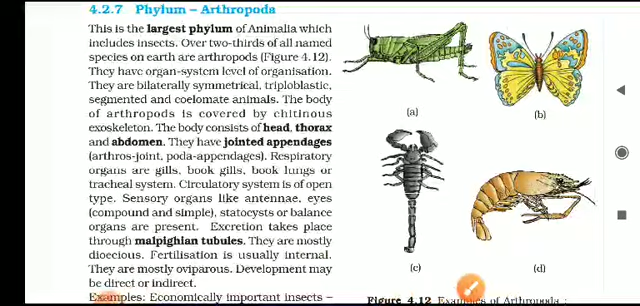 4.2.7 Phylum – Arthropoda
This is the largest phylum of Animalia which
includes insects. Over two-thirds of all named
species on earth are arthropods (Figure 4.12).
They have organ-system level of organisation.
They are bilaterally symmetrical, triploblastic,
segmented and coelomate animals. The body
of arthropods is covered by chitinous
exoskeleton. The body consists of head, thorax
and abdomen. They have jointed appendages
(arthros-joint, poda-appendages). Respiratory
organs are gills, book gills, book lungs or
tracheal system. Circulatory system is of open
type. Sensory organs like antennae, eyes
(compound and simple), statocysts or balance
organs are present. Excretion takes place
through malpighian tubules. They are mostly
dioecious. Fertilisation is usually internal.
They are mostly oviparous. Development may
be direct or indirect.
Examples: Economically important insects –
(a)
(b)
(c)
(d)
Figure 4.12 Examples of Arthropoda :